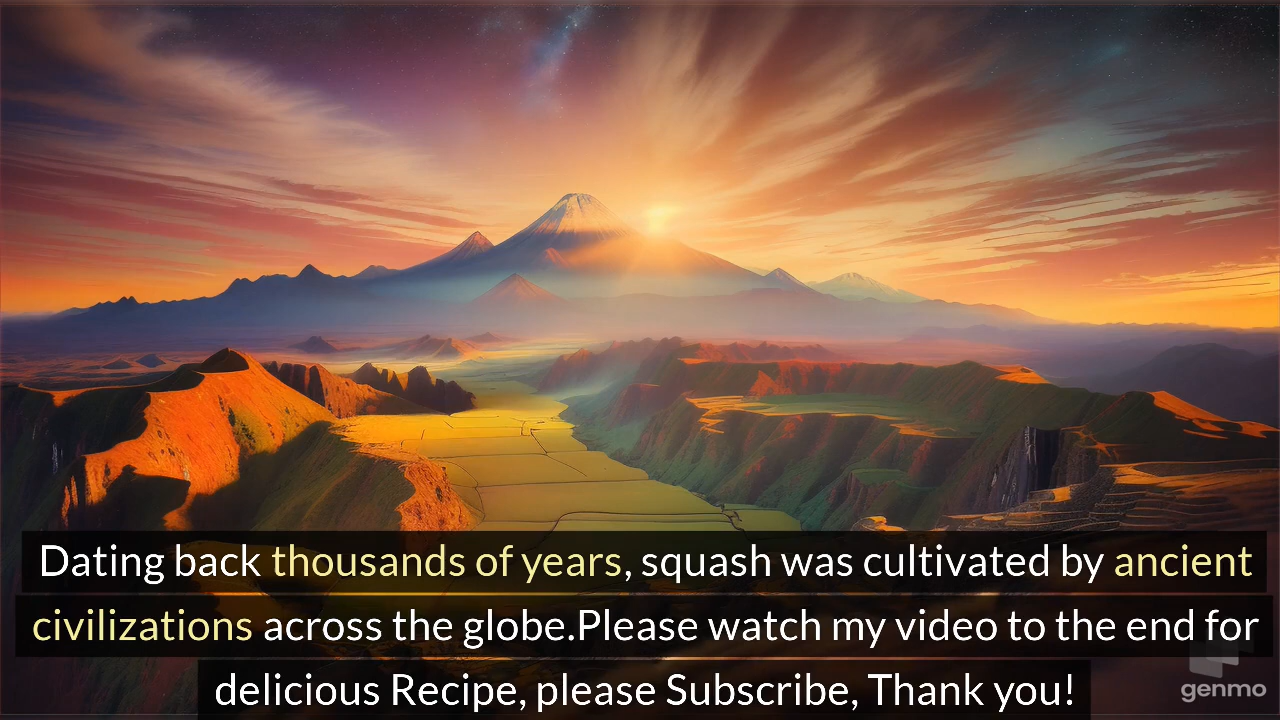 Dating back thousands of years, squash was cultivated by ancient
civilizations across the globe.Please watch my video to the end for
delicious Recipe, please Subscribe, Thank you!
genmo